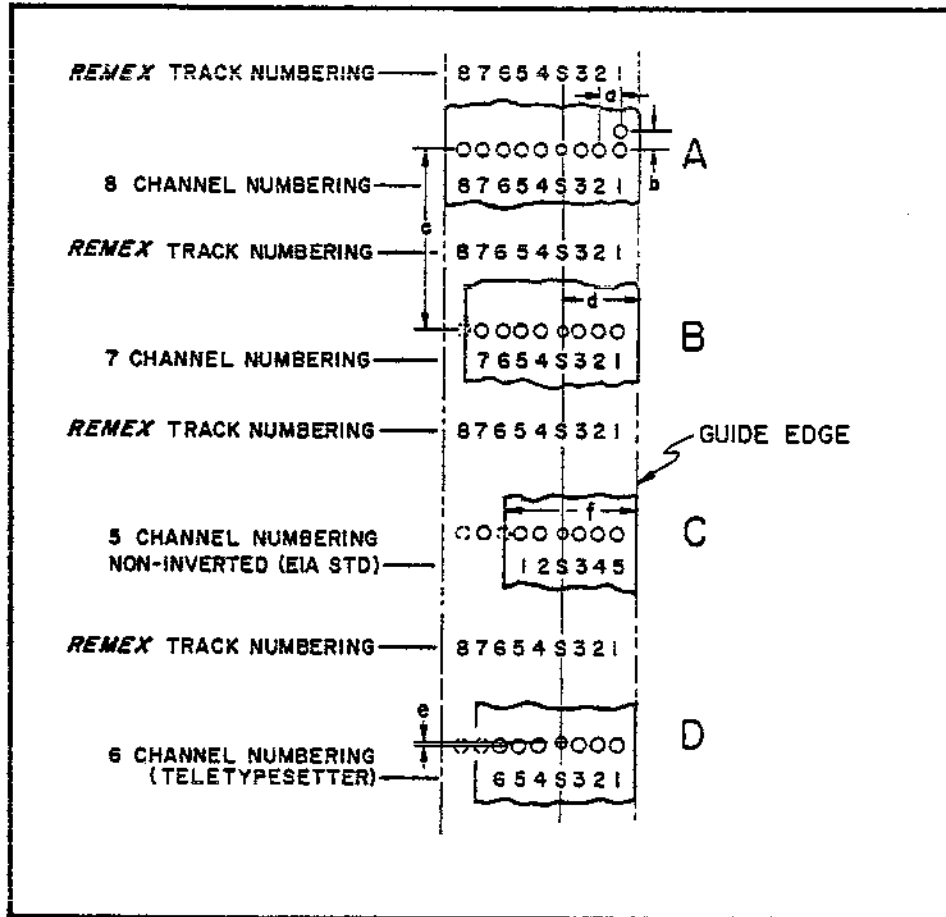 REMEX TRACK NUMBERING 8 7 6 5 4 S 3 2 1
a
A
b
8 CHANNEL NUMBERING 8 7 6 5 4 S 3 2 1
c
REMEX TRACK NUMBERING 8 7 6 5 4 S 3 2 1
d
B
7 CHANNEL NUMBERING 7 6 5 4 S 3 2 1
REMEX TRACK NUMBERING 8 7 6 5 4 S 3 2 1
GUIDE EDGE
f
C
5 CHANNEL NUMBERING
NON-INVERTED (EIA STD) 1 2 S 3 4 5
REMEX TRACK NUMBERING 8 7 6 5 4 S 3 2 1
e
D
6 CHANNEL NUMBERING
(TELETYPESETTER) 6 5 4 S 3 2 1